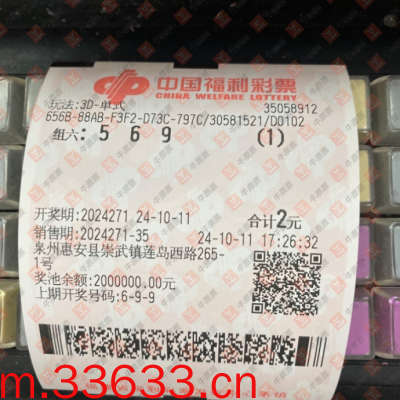 中国福利彩票
CHINA WELFARE LOTTERY
玩法:3D-单式 35058912
656B-88AB-F3F2-D73C-797C/30581521/D0102
组六: 5 6 9 (1)
开奖期:2024271 24-10-11 合计2元
销售期:2024271-35 24-10-11 17:26:32
泉州惠安县崇武镇莲岛西路265-
1号
奖池余额:2000000.00元
上期开奖号码:6-9-9
m.33633.cn